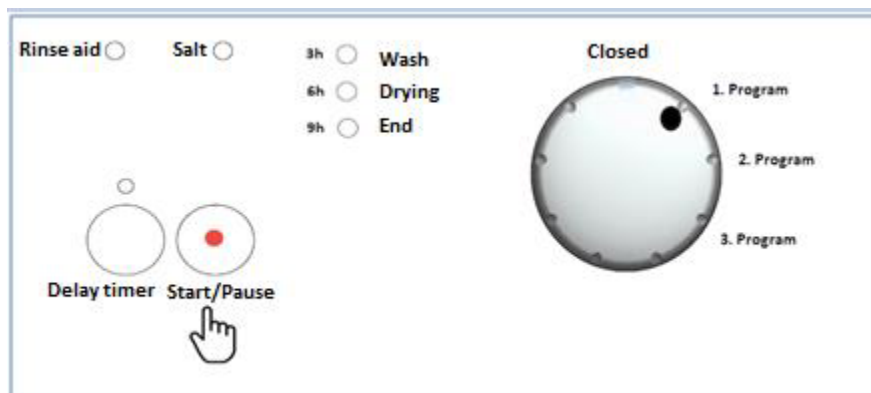 Rinse aid
Salt
3h Wash
6h Drying
9h End
Closed
1. Program
2. Program
3. Program
Delay timer
Start/Pause